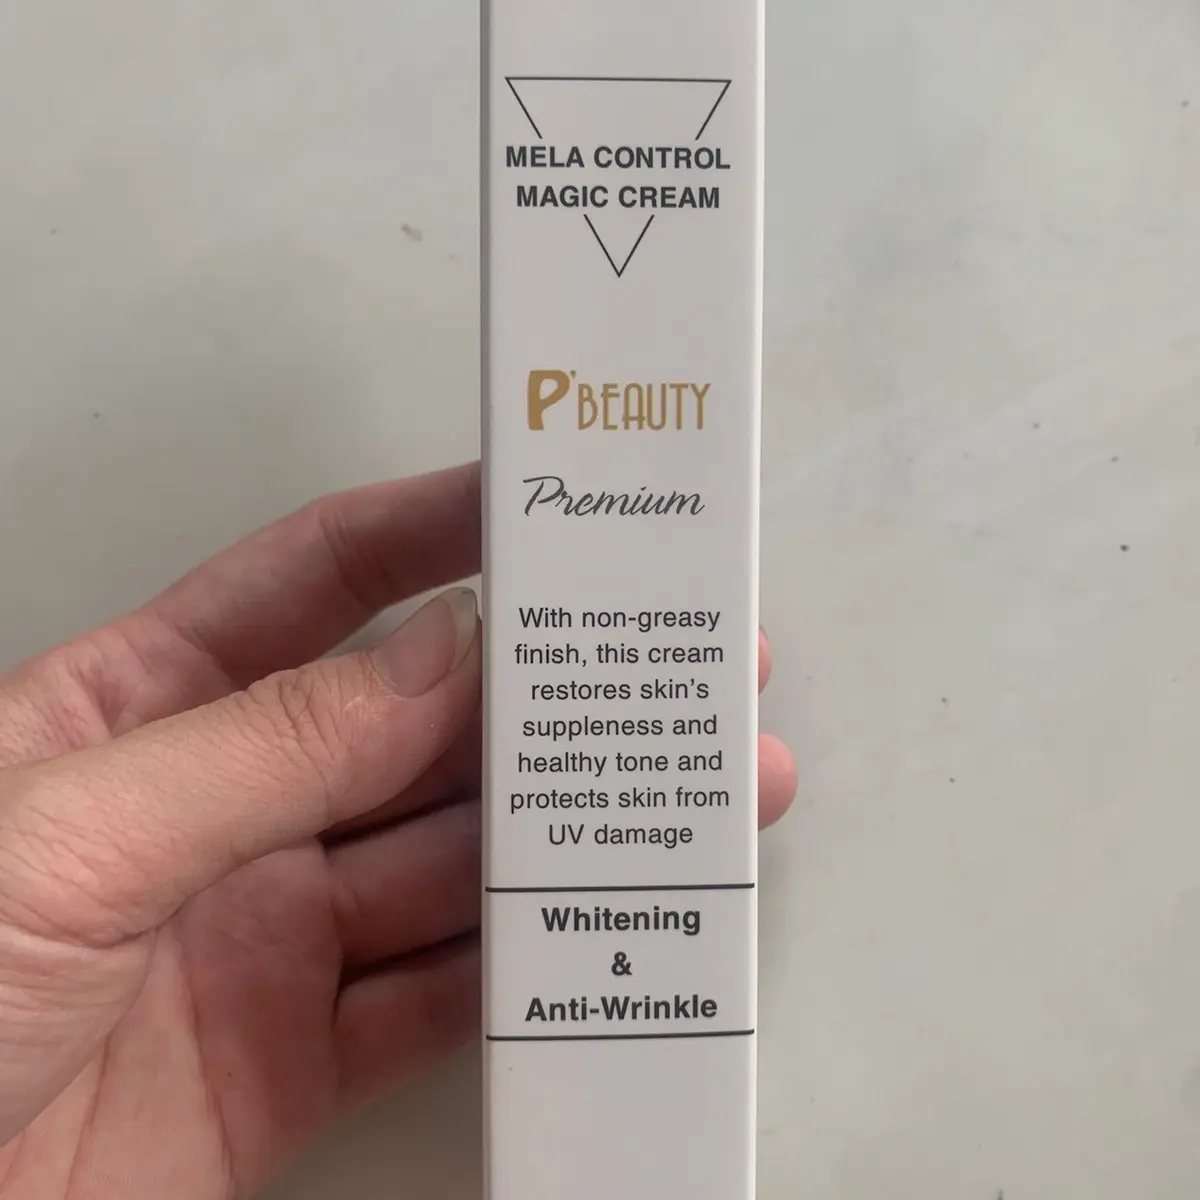 MELA CONTROL
MAGIC CREAM
P'BEAUTY
Premium
With non-greasy
finish, this cream
restores skin's
suppleness and
healthy tone and
protects skin from
UV damage
Whitening
&
Anti-Wrinkle